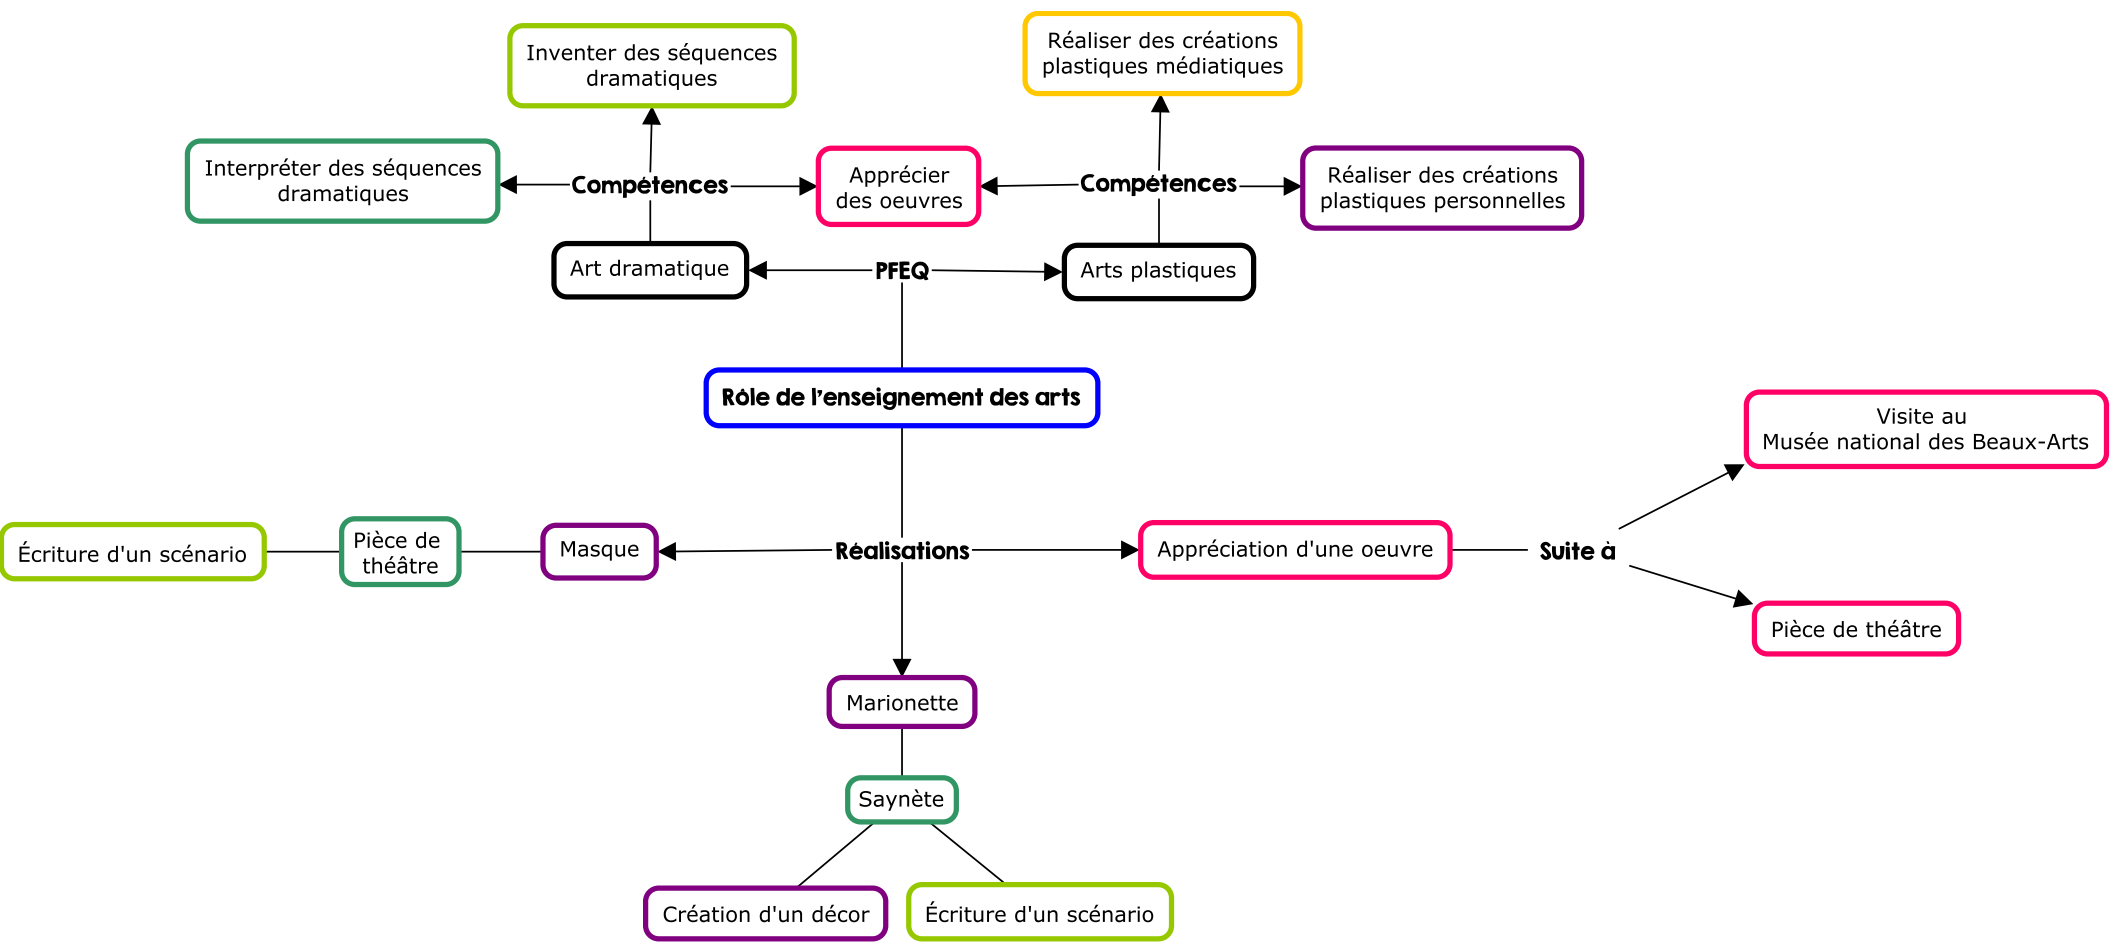 Inventer des séquences
dramatiques
Réaliser des créations
plastiques médiatiques
Interpréter des séquences
dramatiques
Compétences
Apprécier
des oeuvres
Compétences
Réaliser des créations
plastiques personnelles
Art dramatique
PFEQ
Arts plastiques
Rôle de l'enseignement des arts
Visite au
Musée national des Beaux-Arts
Écriture d'un scénario
Pièce de
théâtre
Masque
Réalisations
Appréciation d'une oeuvre
Suite à
Pièce de théâtre
Marionette
Saynète
Création d'un décor
Écriture d'un scénario